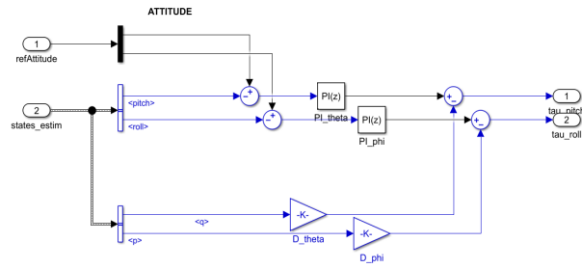 ATTITUDE
1
refAttitude
2
states_estim
<pitch>
<roll>
PI(z)
PI_theta
PI(z)
PI_phi
1
tau_pitch
2
tau_roll
<q>
-K-
D_theta
<p>
-K-
D_phi